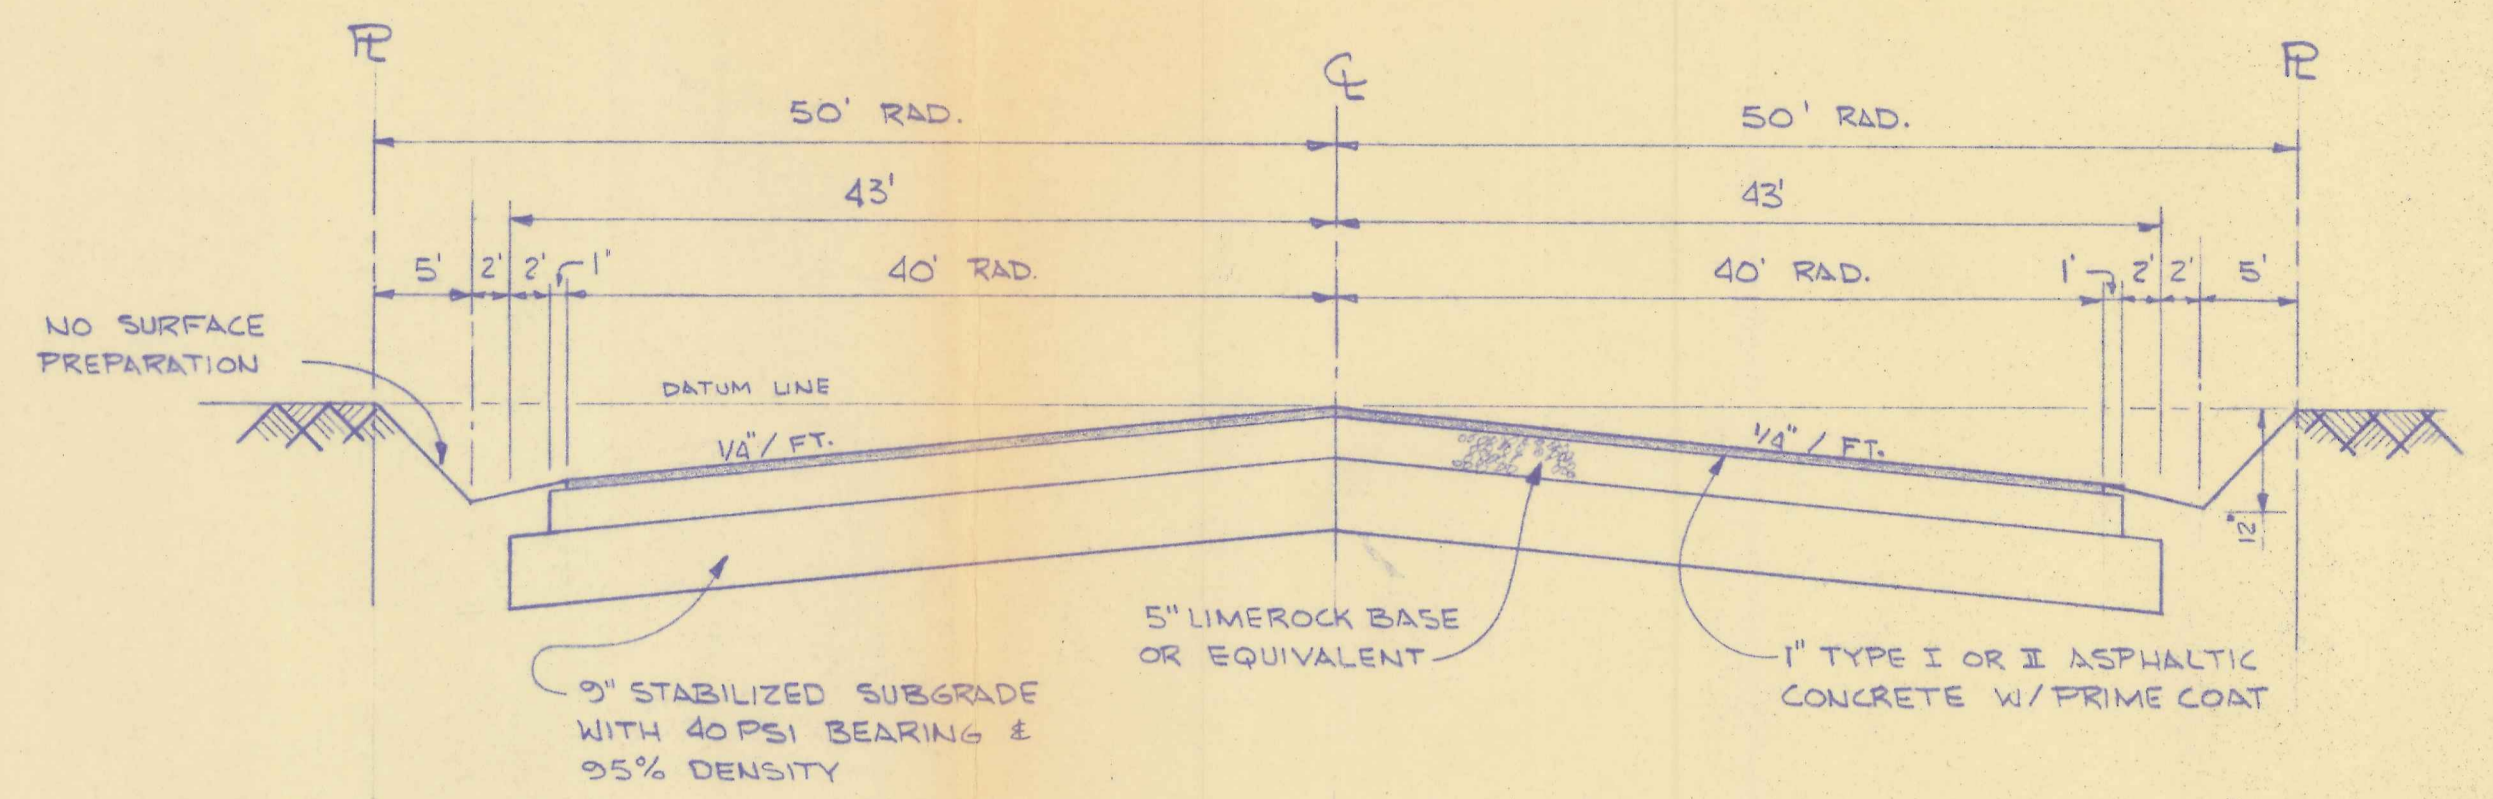 PL
CL
PL
50' RAD.
50' RAD.
43'
43'
5'
2'
2'
1"
40' RAD.
40' RAD.
1'
2'
2'
5'
NO SURFACE
PREPARATION
DATUM LINE
1/4"/ FT.
1/4" / FT.
12"
5" LIMEROCK BASE
OR EQUIVALENT
1" TYPE I OR II ASPHALTIC
CONCRETE W/ PRIME COAT
9" STABILIZED SUBGRADE
WITH 40 PSI BEARING &
95% DENSITY